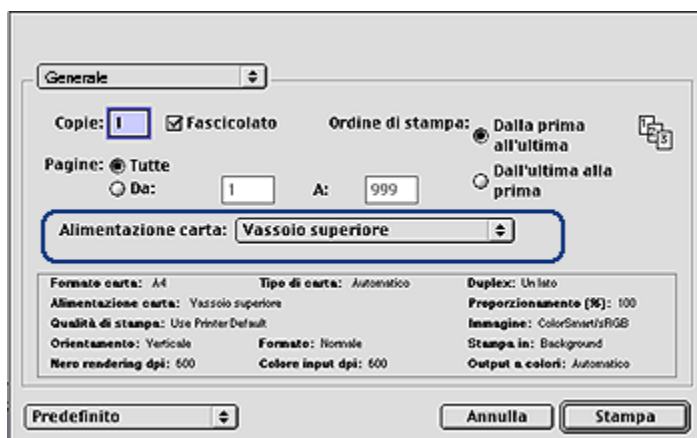 Generale
Copie: 1 Fascicolato Ordine di stampa: Dalla prima all'ultima
Pagine: Tutte
Da: 1 A: 999 Dall'ultima alla prima
Alimentazione carta: Vassoio superiore
Formato carta: A4 Tipo di carta: Automatico Duplex: Un lato
Alimentazione carta: Vassoio superiore Proporzionamento (%): 100
Qualità di stampa: Use Printer Default Immagine: ColorSmart/sRGB
Orientamento: Verticale Formato: Normale Stampa in: Background
Nero rendering dpi: 600 Colore input dpi: 600 Output a colori: Automatico
Predefinito Annulla Stampa